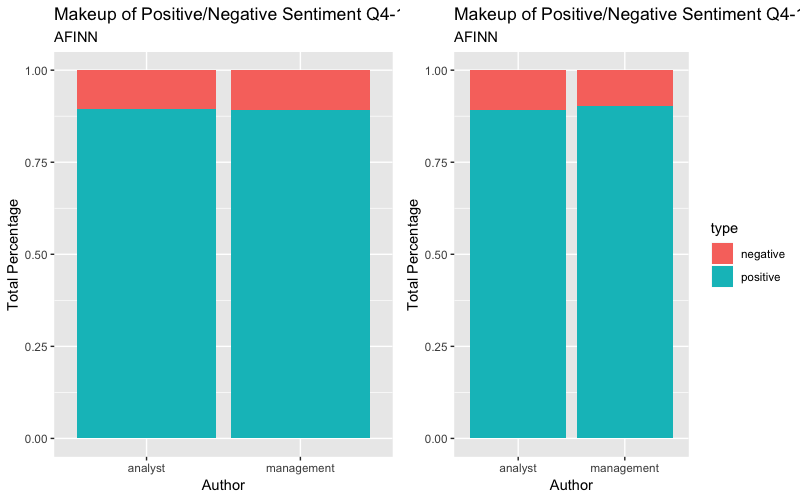 Makeup of Positive/Negative Sentiment Q4-1
AFINN
1.00
0.75
0.50
0.25
0.00
Total Percentage
analyst management
Author
Makeup of Positive/Negative Sentiment Q4-1
AFINN
1.00
0.75
0.50
0.25
0.00
Total Percentage
analyst management
Author
type
negative
positive